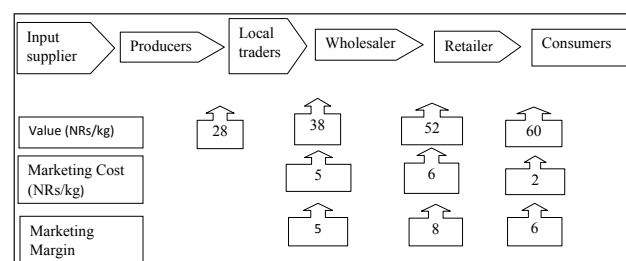 Input supplier
Producers
Local traders
Wholesaler
Retailer
Consumers
Value (NRs/kg)
28
38
52
60
Marketing Cost
(NRs/kg)
5
6
2
Marketing
Margin
5
8
6